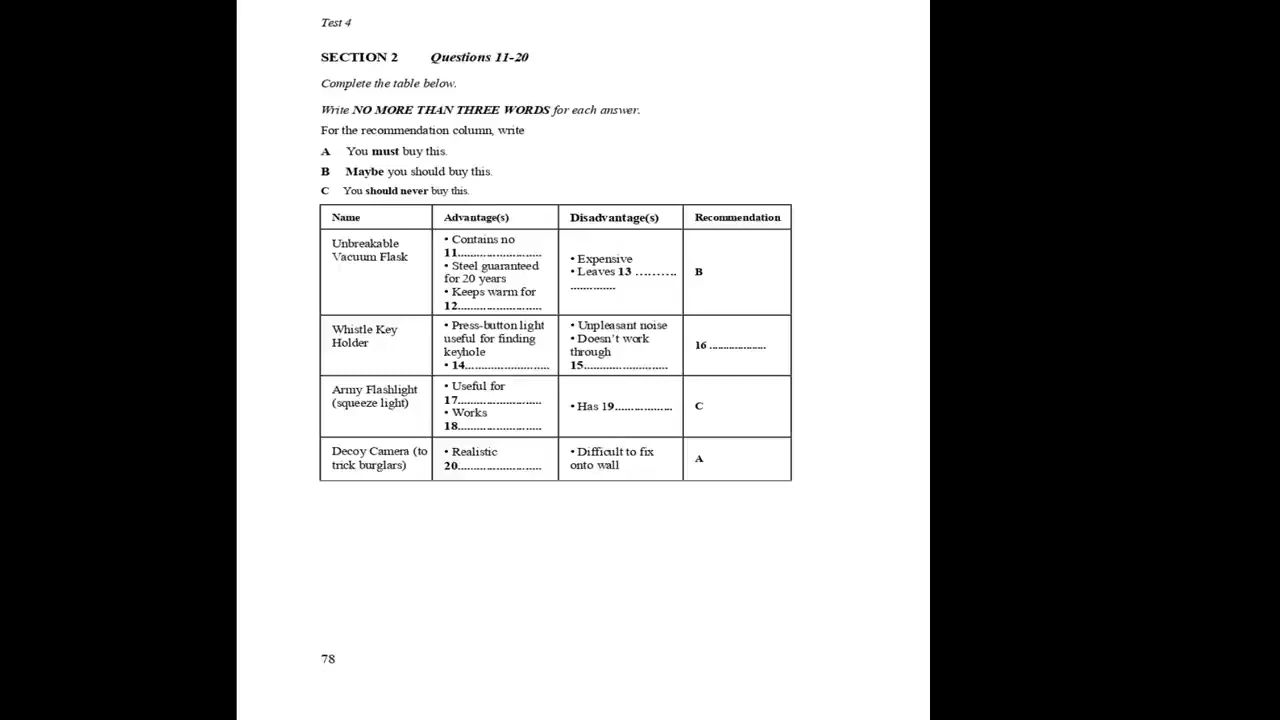 Test 4
SECTION 2 Questions 11-20
Complete the table below.
Write NO MORE THAN THREE WORDS for each answer.
For the recommendation column, write
A You must buy this.
B Maybe you should buy this.
C You should never buy this.
Name Advantage(s) Disadvantage(s) Recommendation
Unbreakable
Vacuum Flask
• Contains no
11..........................
• Steel guaranteed
for 20 years
• Keeps warm for
12..........................
• Expensive
• Leaves 13 ……….
..............
B
Whistle Key
Holder
• Press-button light
useful for finding
keyhole
• 14..........................
• Unpleasant noise
• Doesn't work
through
15..........................
16 ....................
Army Flashlight
(squeeze light)
• Useful for
17..........................
• Works
18..........................
• Has 19..................
C
Decoy Camera (to
trick burglars)
• Realistic
20..........................
• Difficult to fix
onto wall
A
78